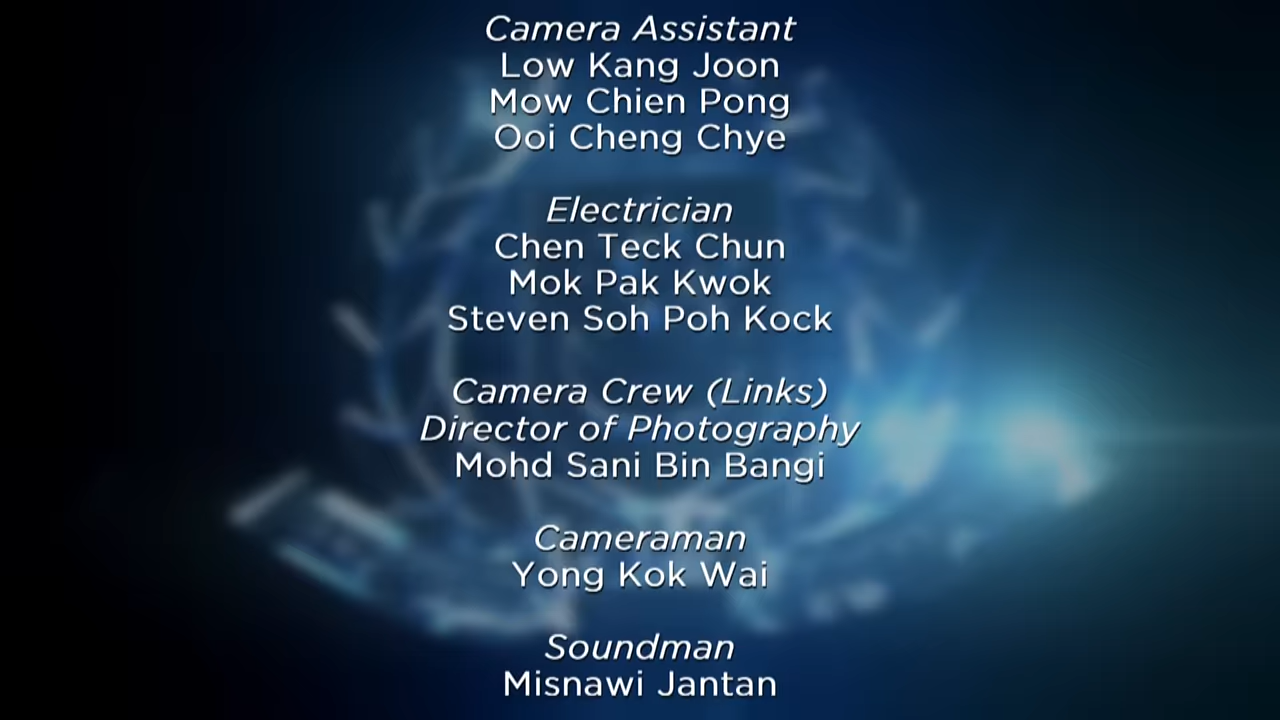 Camera Assistant
Low Kang Joon
Mow Chien Pong
Ooi Cheng Chye
Electrician
Chen Teck Chun
Mok Pak Kwok
Steven Soh Poh Kock
Camera Crew (Links)
Director of Photography
Mohd Sani Bin Bangi
Cameraman
Yong Kok Wai
Soundman
Misnawi Jantan